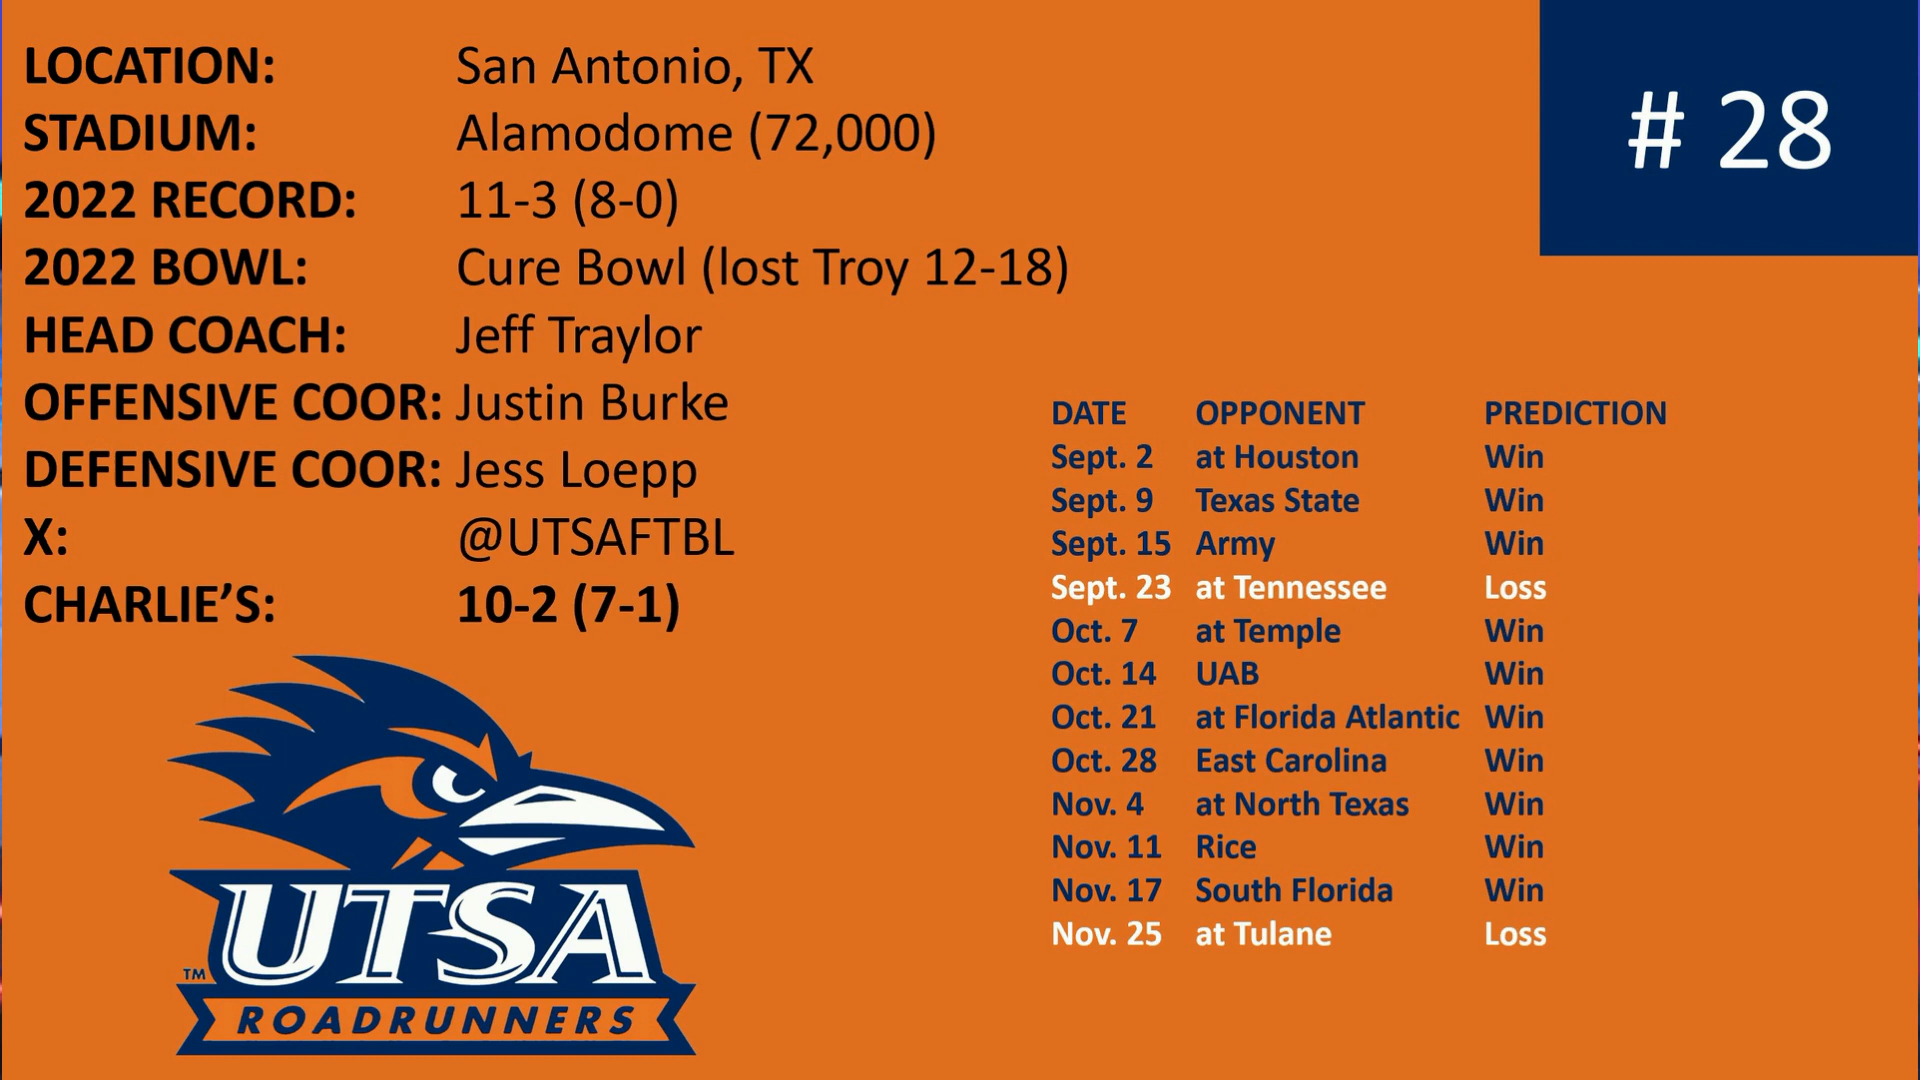 LOCATION: San Antonio, TX
STADIUM: Alamodome (72,000)
2022 RECORD: 11-3 (8-0)
2022 BOWL: Cure Bowl (lost Troy 12-18)
HEAD COACH: Jeff Traylor
OFFENSIVE COOR: Justin Burke
DEFENSIVE COOR: Jess Loepp
X: @UTSAFTBL
CHARLIE’S: 10-2 (7-1)
# 28
DATE OPPONENT PREDICTION
Sept. 2 at Houston Win
Sept. 9 Texas State Win
Sept. 15 Army Win
Sept. 23 at Tennessee Loss
Oct. 7 at Temple Win
Oct. 14 UAB Win
Oct. 21 at Florida Atlantic Win
Oct. 28 East Carolina Win
Nov. 4 at North Texas Win
Nov. 11 Rice Win
Nov. 17 South Florida Win
Nov. 25 at Tulane Loss
UTSA
TM
ROADRUNNERS